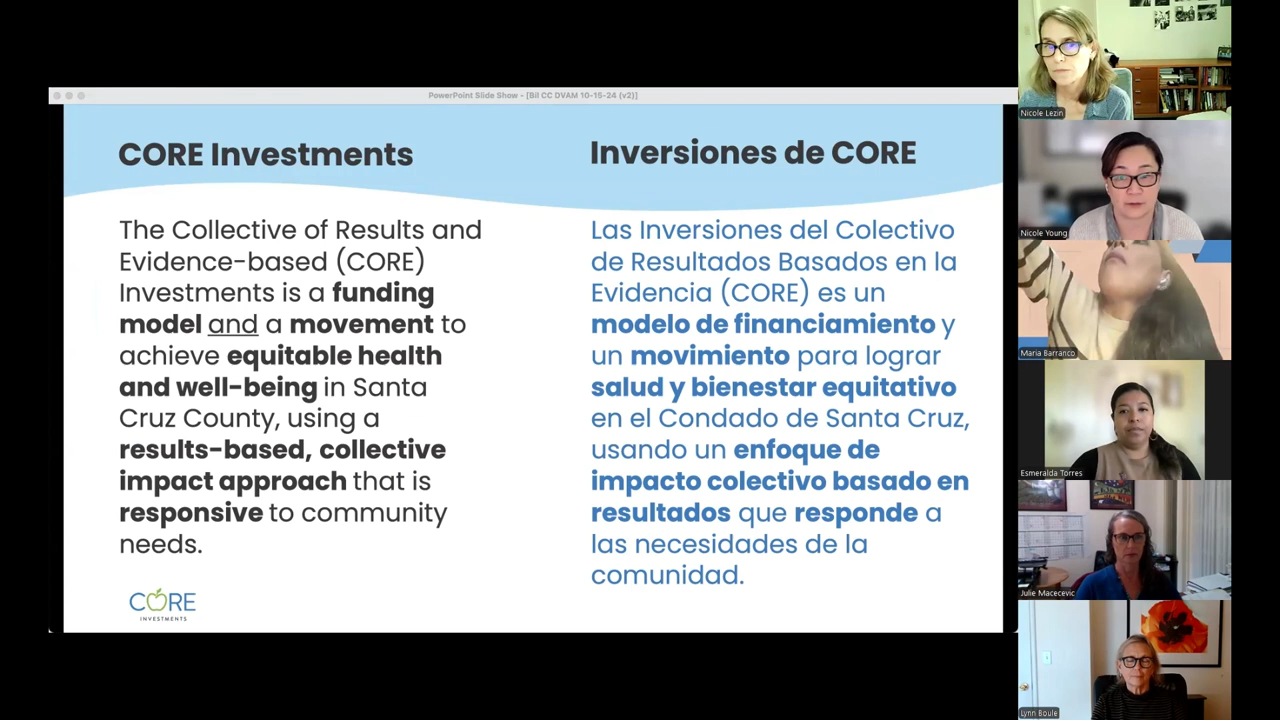 PowerPoint Slide Show - [Bil CC DVAM 10-15-24 (v2)]
CORE Investments
The Collective of Results and
Evidence-based (CORE)
Investments is a funding
model and a movement to
achieve equitable health
and well-being in Santa
Cruz County, using a
results-based, collective
impact approach that is
responsive to community
needs.
CORE
INVESTMENTS
Inversiones de CORE
Las Inversiones del Colectivo
de Resultados Basados en la
Evidencia (CORE) es un
modelo de financiamiento y
un movimiento para lograr
salud y bienestar equitativo
en el Condado de Santa Cruz,
usando un enfoque de
impacto colectivo basado en
resultados que responde a
las necesidades de la
comunidad.
Nicole Lezin
Nicole Young
Maria Barranco
Esmeralda Torres
Julie Macecevic
Lynn Boule